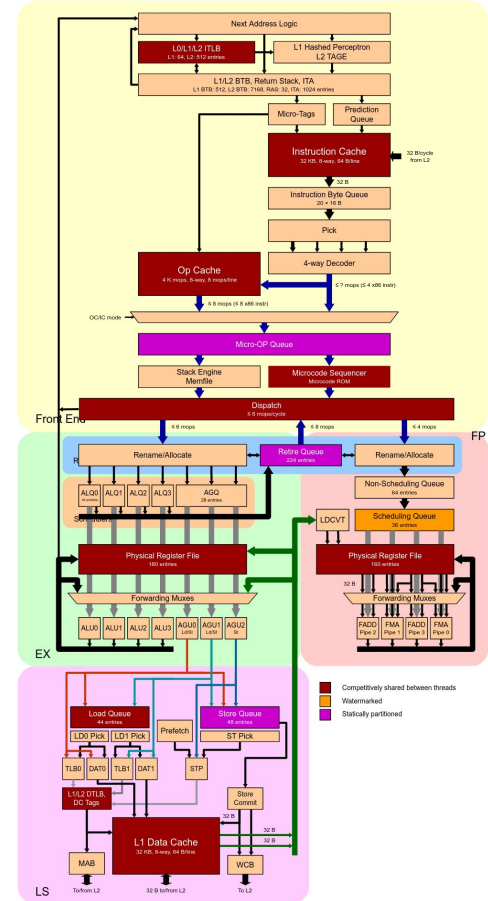 Next Address Logic
L0/L1/L2 ITLB
L1: 64, L2: 512 entries
L1 Hashed Perceptron
L2 TAGE
L1/L2 BTB, Return Stack, ITA
L1 BTB: 512, L2 BTB: 7168, RAS: 32, ITA: 1024 entries
Micro-Tags
Prediction
Queue
Instruction Cache
32 KB, 8-way, 64 B/line
32 B/cycle
from L2
32 B
Instruction Byte Queue
20 × 16 B
Pick
4-way Decoder
Op Cache
4 K mops, 8-way, 8 mops/line
≤ ? mops (≤ 4 x86 instr)
≤ 8 mops (≤ 8 x86 instr)
OC/IC mode
Micro-OP Queue
Stack Engine
Memfile
Microcode Sequencer
Microcode ROM
Dispatch
≤ 6 mops/cycle
Front End
≤ 6 mops
≤ 8 mops
≤ 4 mops
FP
Rename/Allocate
Retire Queue
224 entries
Rename/Allocate
ALQ0
16 entries
ALQ1
ALQ2
ALQ3
AGQ
28 entries
Schedulers
Non-Scheduling Queue
64 entries
LDCVT
Scheduling Queue
36 entries
Physical Register File
180 entries
Physical Register File
160 entries
32 B
Forwarding Muxes
Forwarding Muxes
ALU0
ALU1
ALU2
ALU3
AGU0
Ld/St
AGU1
Ld/St
AGU2
St
FADD
Pipe 2
FMA
Pipe 1
FADD
Pipe 3
FMA
Pipe 0
EX
Competitively shared between threads
Watermarked
Statically partitioned
Load Queue
44 entries
Store Queue
48 entries
LD0 Pick
LD1 Pick
Prefetch
ST Pick
TLB0
DAT0
TLB1
DAT1
STP
L1/L2 DTLB,
DC Tags
Store
Commit
32 B
L1 Data Cache
32 KB, 8-way, 64 B/line
32 B
32 B
MAB
WCB
To/from L2
32 B to/from L2
To L2
LS